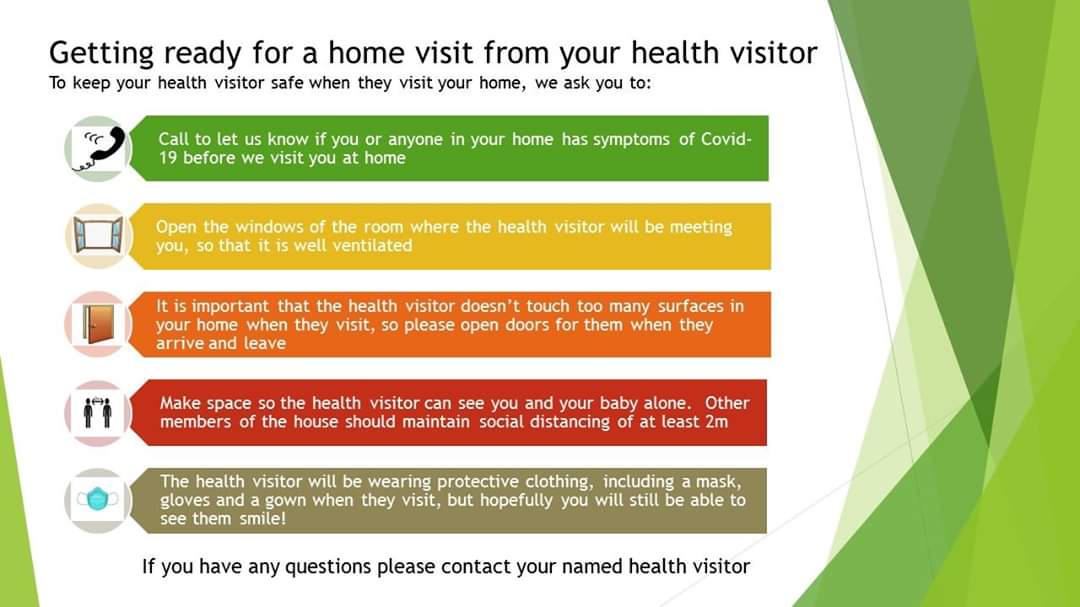 Getting ready for a home visit from your health visitor
To keep your health visitor safe when they visit your home, we ask you to:
Call to let us know if you or anyone in your home has symptoms of Covid-
19 before we visit you at home
Open the windows of the room where the health visitor will be meeting
you, so that it is well ventilated
It is important that the health visitor doesn't touch too many surfaces in
your home when they visit, so please open doors for them when they
arrive and leave
Make space so the health visitor can see you and your baby alone.  Other
members of the house should maintain social distancing of at least 2m
The health visitor will be wearing protective clothing, including a mask,
gloves and a gown when they visit, but hopefully you will still be able to
see them smile!
If you have any questions please contact your named health visitor